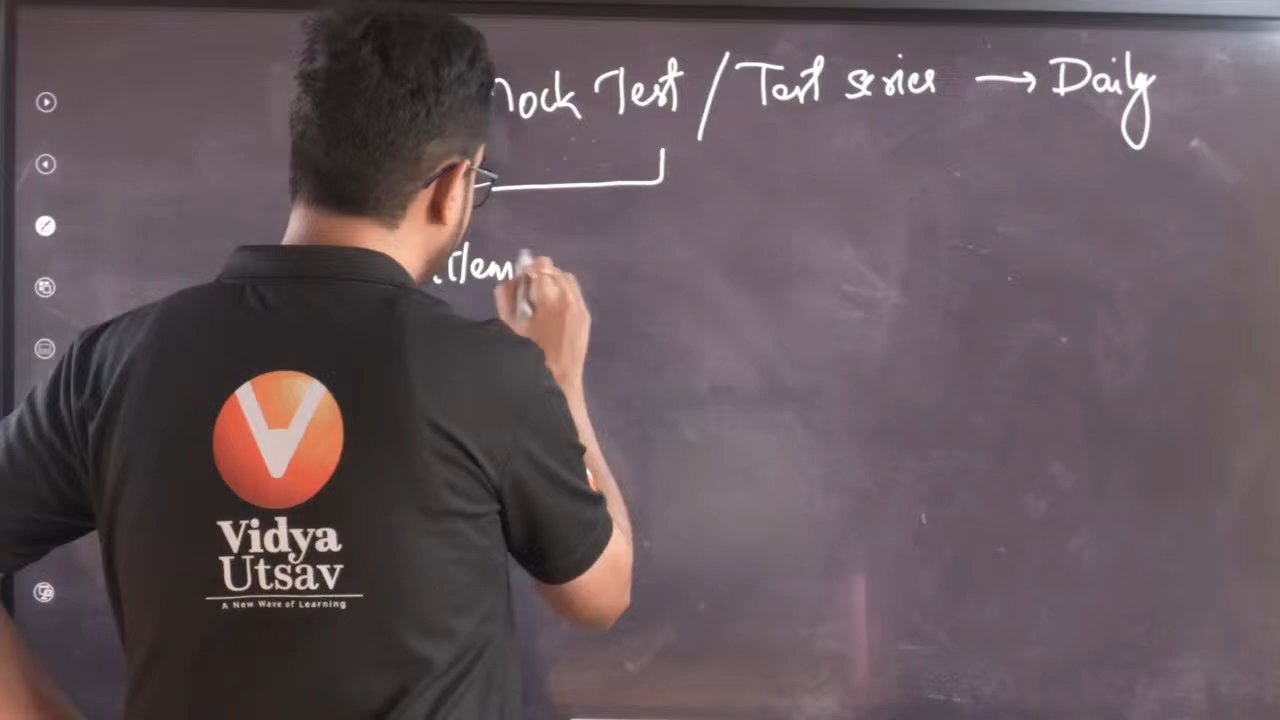 Mock Test / Test series → Daily
Vidya
Utsav
A New Wave of Learning